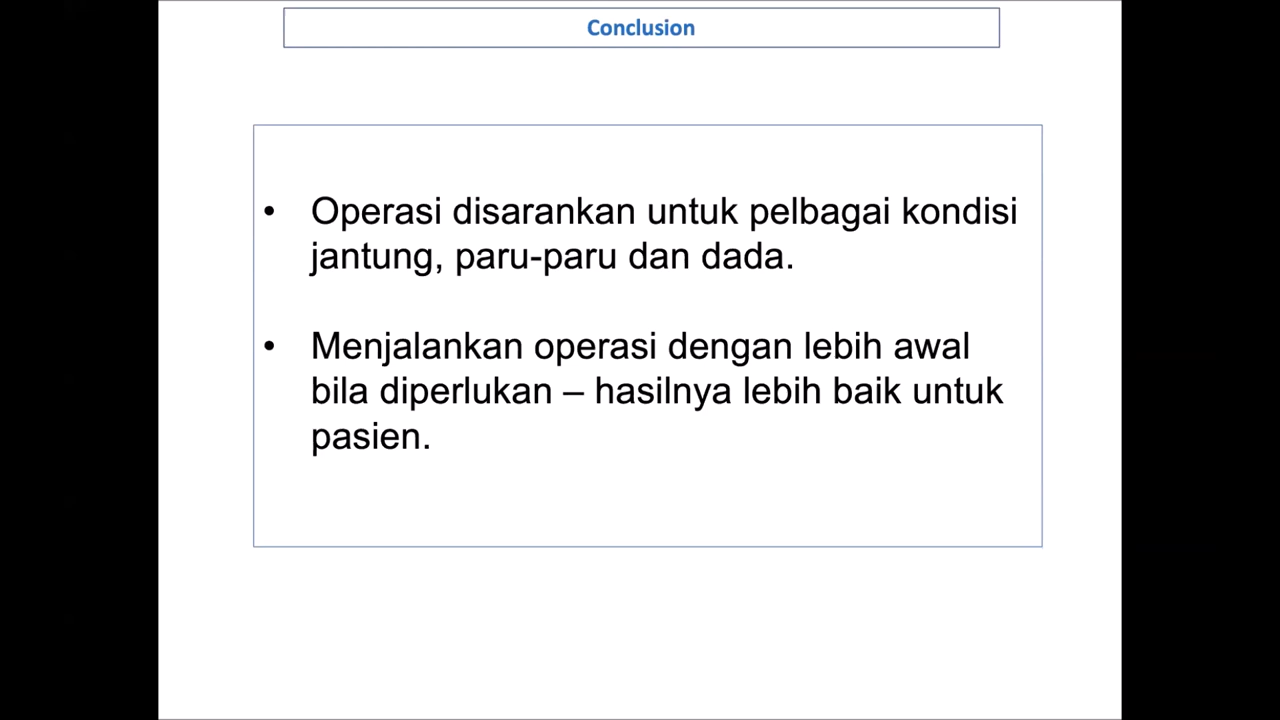 Conclusion
• Operasi disarankan untuk pelbagai kondisi
jantung, paru-paru dan dada.
• Menjalankan operasi dengan lebih awal
bila diperlukan – hasilnya lebih baik untuk
pasien.